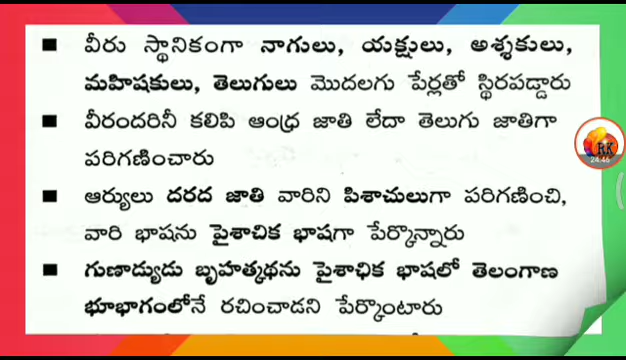 ■ వీరు స్థానికంగా నాగులు, యక్షులు, అశ్మకులు,
మహిషకులు, తెలుగులు మొదలగు పేర్లతో స్థిరపడ్డారు
■ వీరందరినీ కలిపి ఆంధ్ర జాతి లేదా తెలుగు జాతిగా
పరిగణించారు
■ ఆర్యులు దరద జాతి వారిని పిశాచులుగా పరిగణించి,
వారి భాషను పైశాచిక భాషగా పేర్కొన్నారు
■ గుణాడ్యుడు బృహత్కథను పైశాఛిక భాషలో తెలంగాణ
భూభాగంలోనే రచించాడని పేర్కొంటారు
RK
24:46